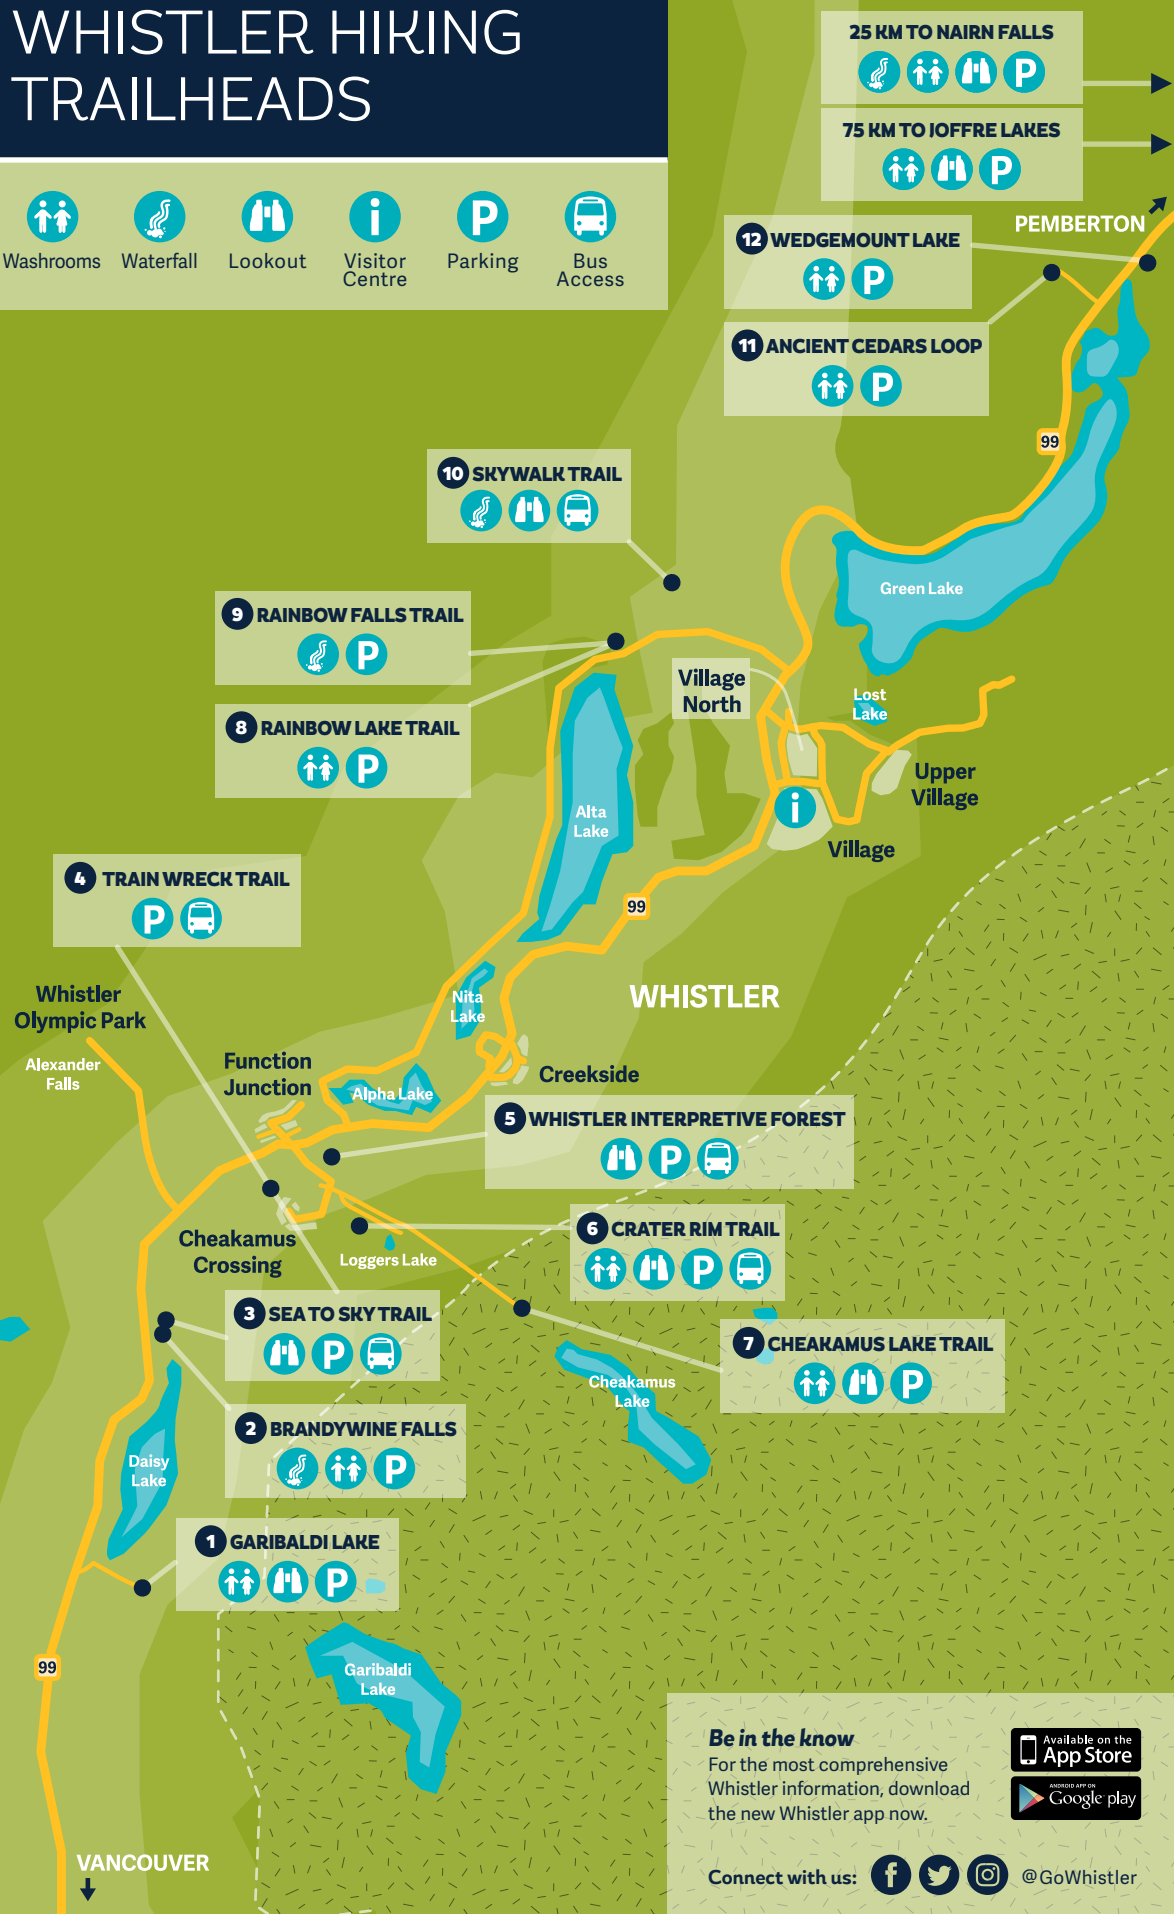 WHISTLER HIKING
TRAILHEADS
Washrooms
Waterfall
Lookout
i
Visitor
Centre
P
Parking
Bus
Access
25 KM TO NAIRN FALLS
P
75 KM TO JOFFRE LAKES
P
PEMBERTON
12 WEDGEMOUNT LAKE
P
11 ANCIENT CEDARS LOOP
P
99
10 SKYWALK TRAIL
Green Lake
9 RAINBOW FALLS TRAIL
P
8 RAINBOW LAKE TRAIL
P
Village
North
Lost
Lake
Upper
Village
i
Village
Alta
Lake
99
4 TRAIN WRECK TRAIL
P
WHISTLER
Whistler
Olympic Park
Alexander
Falls
Nita
Lake
Function
Junction
Alpha Lake
Creekside
5 WHISTLER INTERPRETIVE FOREST
P
6 CRATER RIM TRAIL
P
Cheakamus
Crossing
Loggers Lake
3 SEA TO SKY TRAIL
P
7 CHEAKAMUS LAKE TRAIL
P
Cheakamus
Lake
2 BRANDYWINE FALLS
P
Daisy
Lake
1 GARIBALDI LAKE
P
99
Garibaldi
Lake
VANCOUVER
Be in the know
For the most comprehensive
Whistler information, download
the new Whistler app now.
Available on the
App Store
ANDROID APP ON
Google play
Connect with us:
@GoWhistler